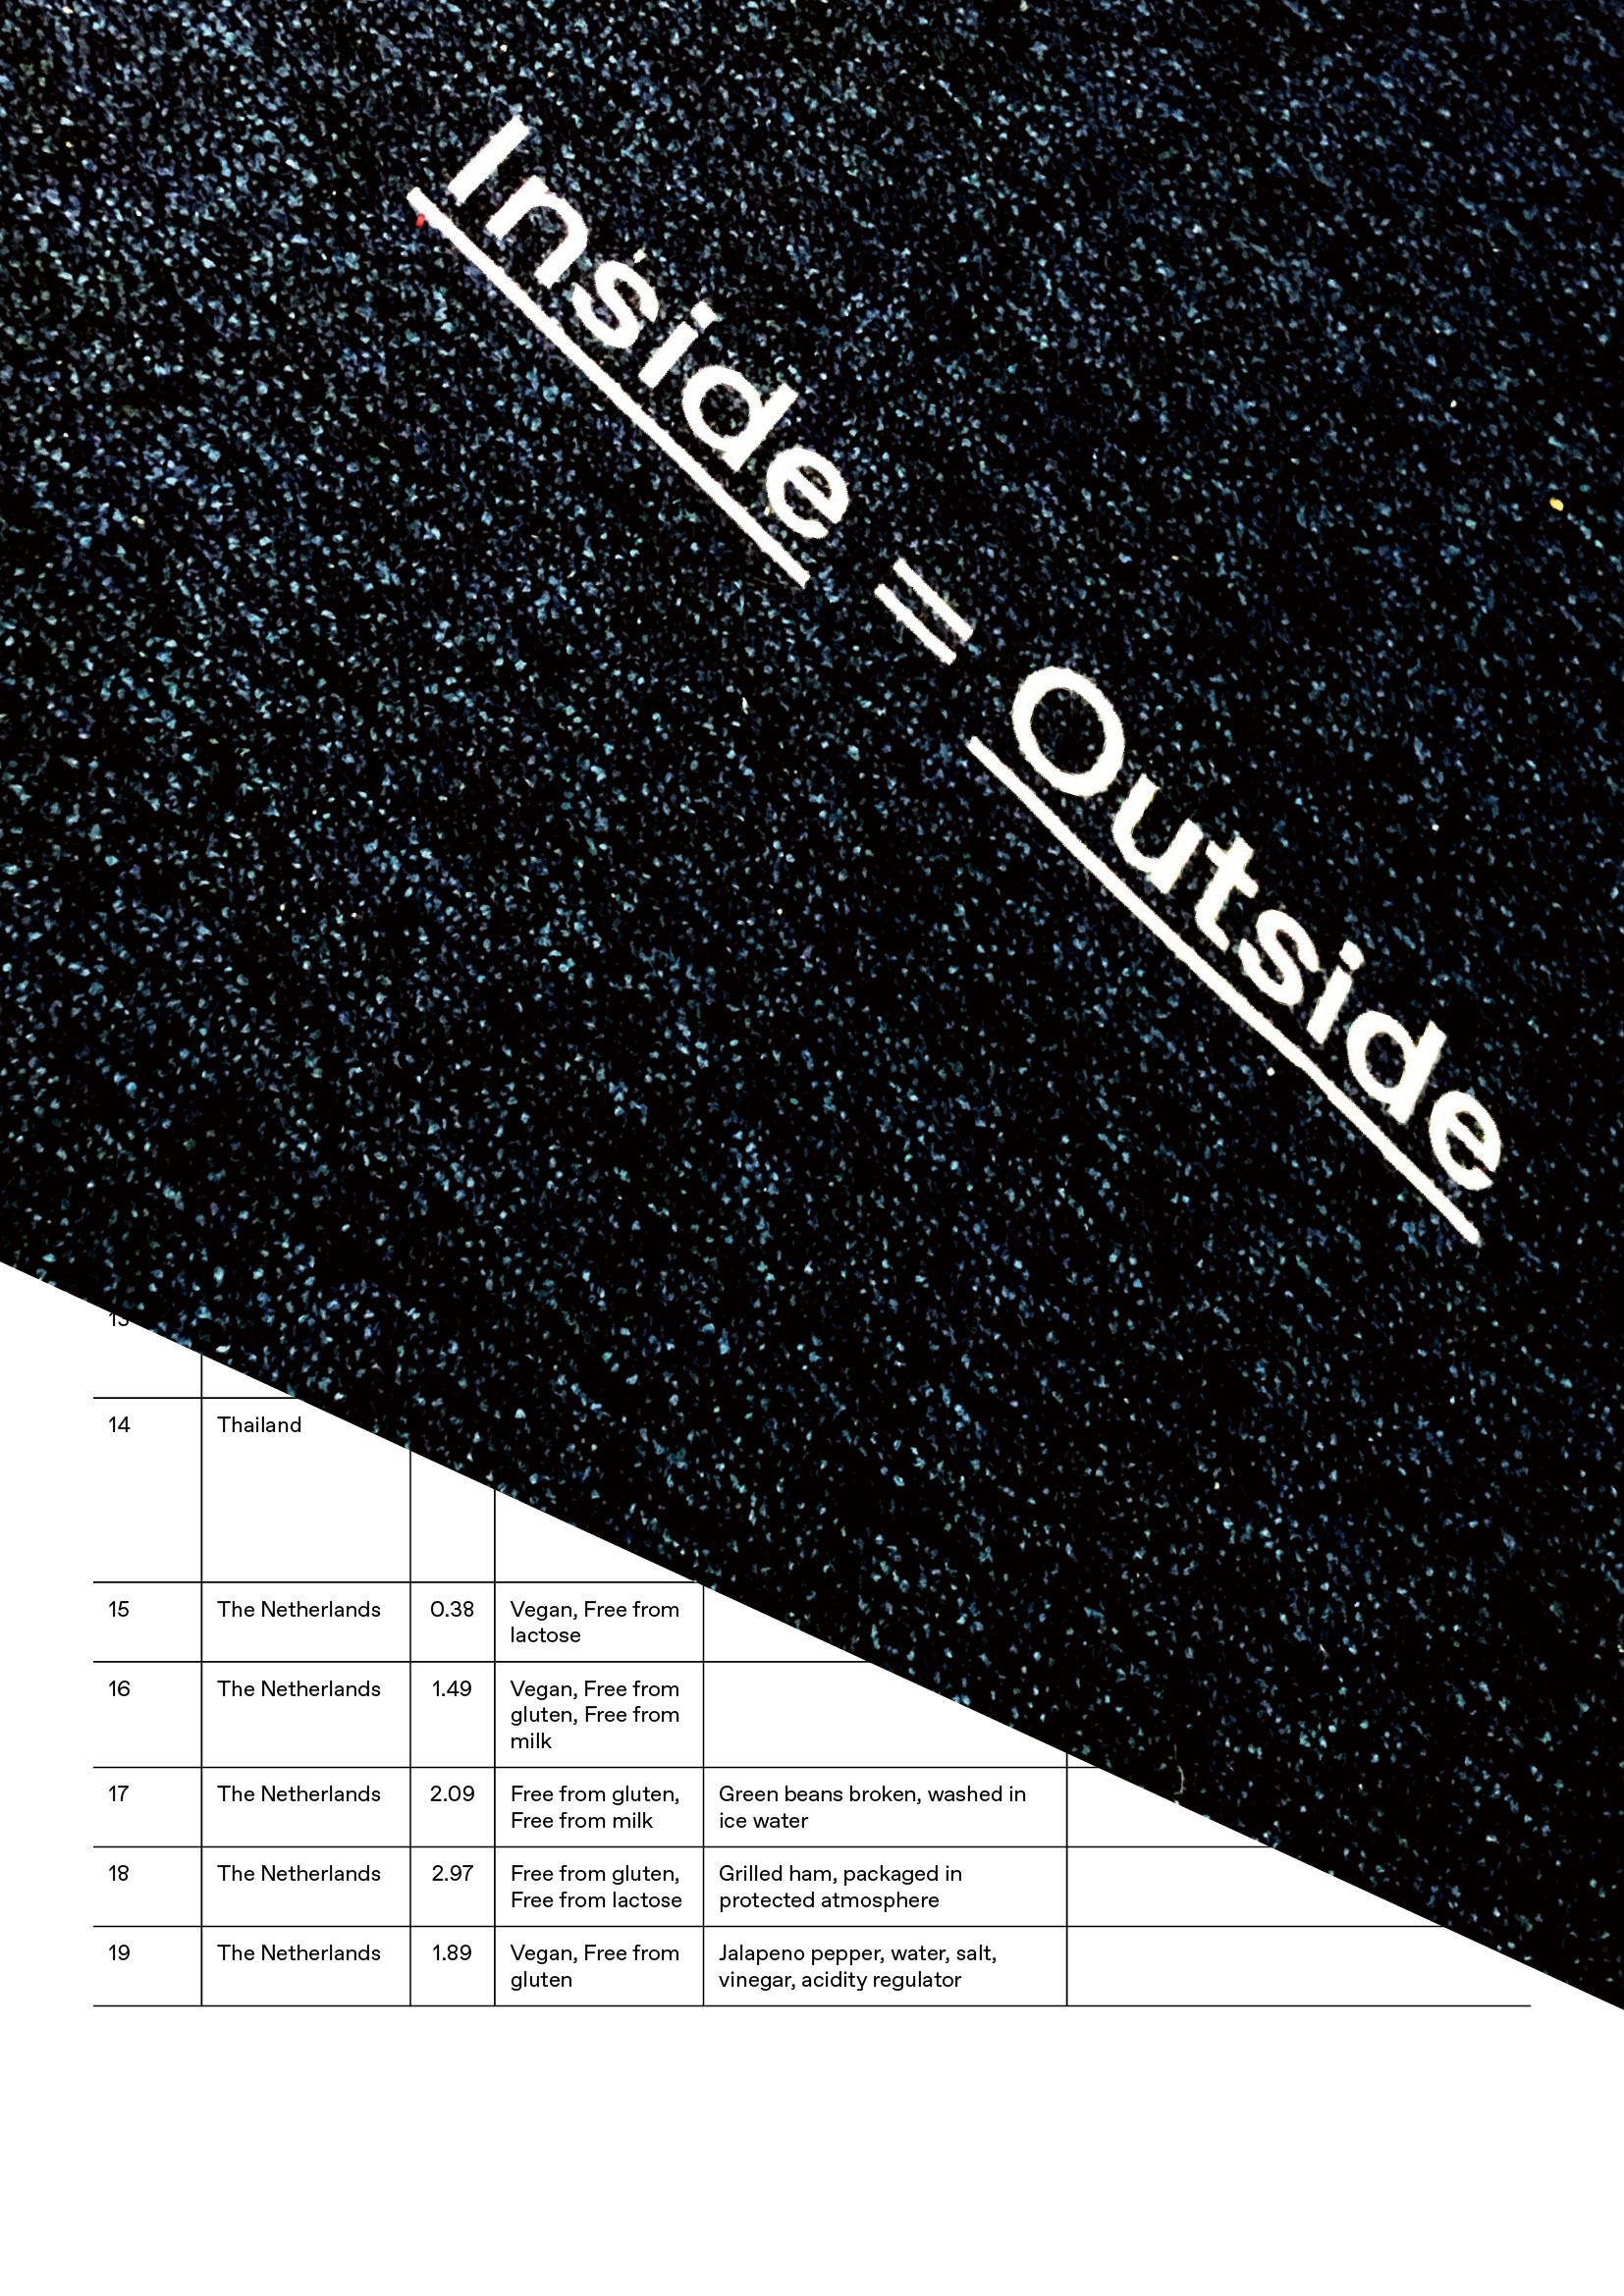 Inside = Outside
13
14 Thailand
15 The Netherlands 0.38 Vegan, Free from
lactose
16 The Netherlands 1.49 Vegan, Free from
gluten, Free from
milk
17 The Netherlands 2.09 Free from gluten, Green beans broken, washed in
Free from milk ice water
18 The Netherlands 2.97 Free from gluten, Grilled ham, packaged in
Free from lactose protected atmosphere
19 The Netherlands 1.89 Vegan, Free from Jalapeno pepper, water, salt,
gluten vinegar, acidity regulator